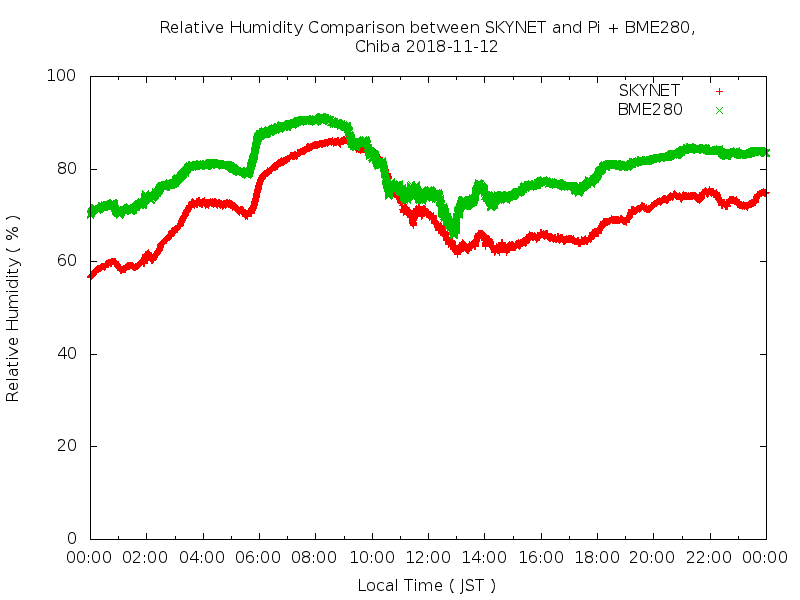 Relative Humidity Comparison between SKYNET and Pi + BME280,
Chiba 2018-11-12
100
SKYNET +
BME280 ×
80
60
40
20
0
Relative Humidity ( % )
00:00 02:00 04:00 06:00 08:00 10:00 12:00 14:00 16:00 18:00 20:00 22:00 00:00
Local Time ( JST )